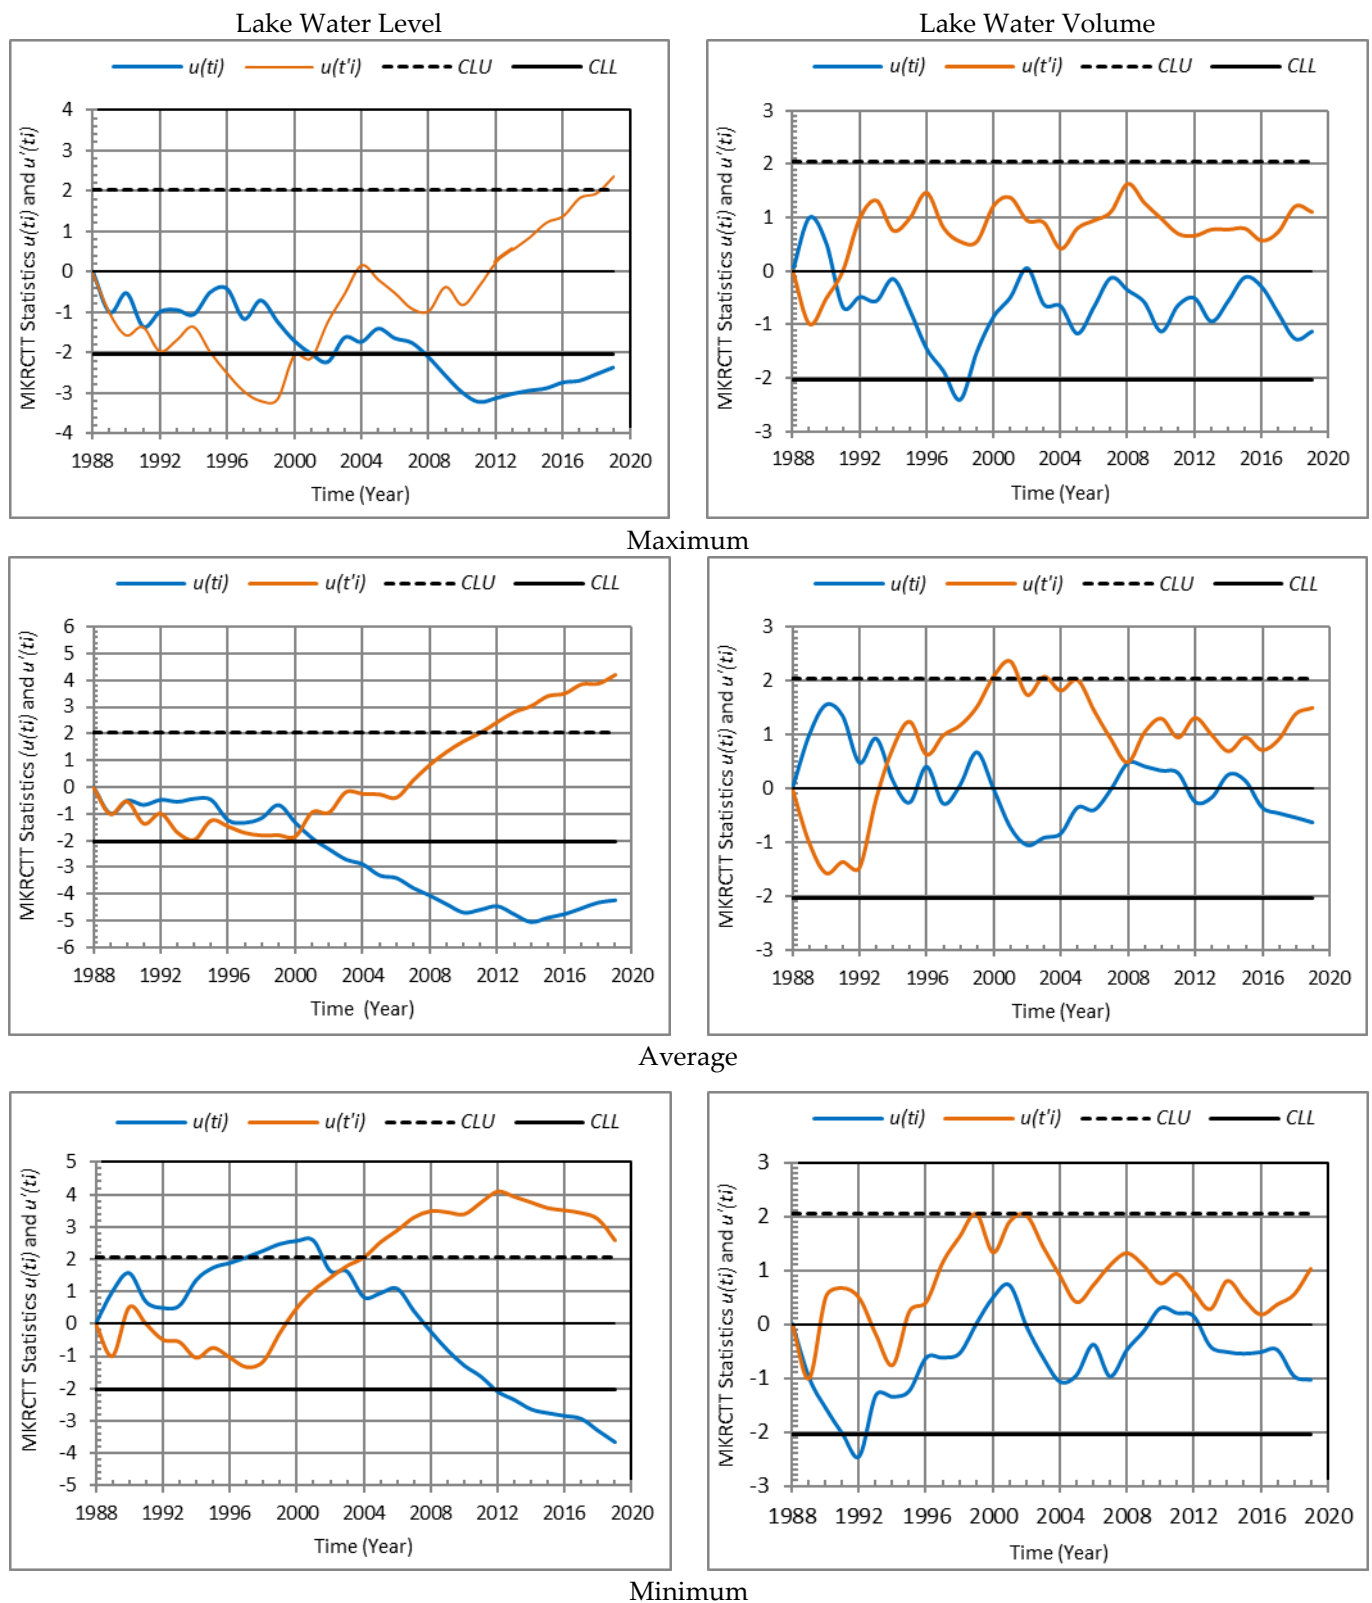 Lake Water Level
Lake Water Volume
u(ti) u(t'i) CLU CLL
MKRCTT Statistics u(ti) and u'(ti)
4
3
2
1
0
-1
-2
-3
-4
1988 1992 1996 2000 2004 2008 2012 2016 2020
Time (Year)
u(ti) u(t'i) CLU CLL
MKRCTT Statistics u(ti) and u'(ti)
3
2
1
0
-1
-2
-3
1988 1992 1996 2000 2004 2008 2012 2016 2020
Time (Year)
Maximum
u(ti) u(t'i) CLU CLL
MKRCTT Statistics (u(ti) and u'(ti)
6
5
4
3
2
1
0
-1
-2
-3
-4
-5
-6
1988 1992 1996 2000 2004 2008 2012 2016 2020
Time (Year)
u(ti) u(t'i) CLU CLL
MKRCTT Statistics u(ti) and u'(ti)
3
2
1
0
-1
-2
-3
1988 1992 1996 2000 2004 2008 2012 2016 2020
Time (Year)
Average
u(ti) u(t'i) CLU CLL
MKRCTT Statistics u(ti) and u'(ti)
5
4
3
2
1
0
-1
-2
-3
-4
-5
1988 1992 1996 2000 2004 2008 2012 2016 2020
Time (Year)
u(ti) u(t'i) CLU CLL
MKRCTT Statistics u(ti) and u'(ti)
3
2
1
0
-1
-2
-3
1988 1992 1996 2000 2004 2008 2012 2016 2020
Time (Year)
Minimum